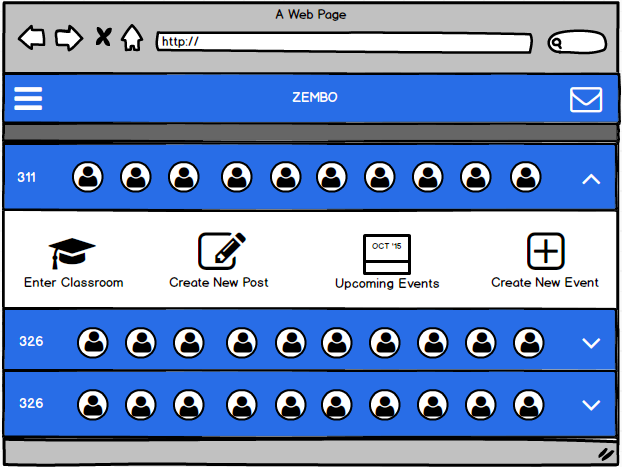 A Web Page
http://
ZEMBO
311
OCT '15
Enter Classroom
Create New Post
Upcoming Events
Create New Event
326
326